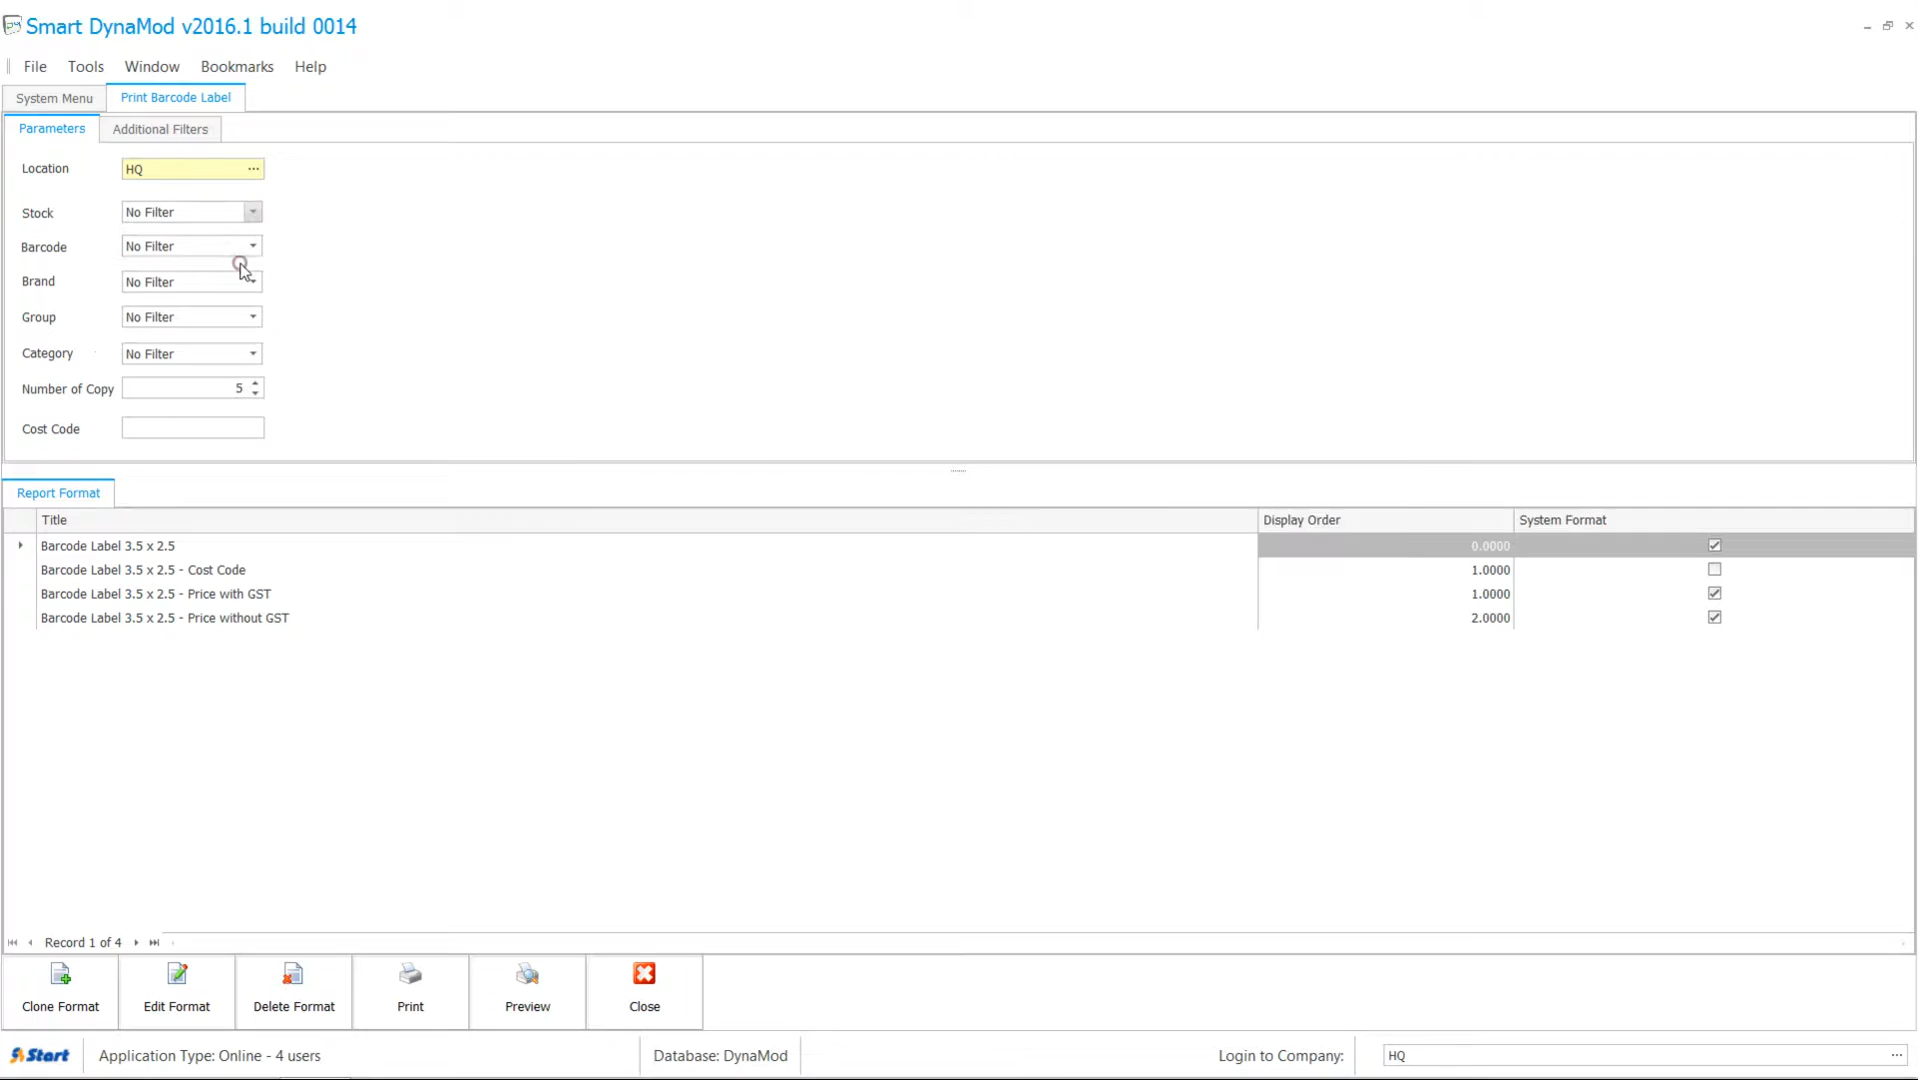 Smart DynaMod v2016.1 build 0014
File Tools Window Bookmarks Help
System Menu Print Barcode Label
Parameters Additional Filters
Location HQ ...
Stock No Filter
Barcode No Filter
Brand No Filter
Group No Filter
Category No Filter
Number of Copy 5
Cost Code
Report Format
Title Display Order System Format
Barcode Label 3.5 x 2.5 0.0000
Barcode Label 3.5 x 2.5 - Cost Code 1.0000
Barcode Label 3.5 x 2.5 - Price with GST 1.0000
Barcode Label 3.5 x 2.5 - Price without GST 2.0000
Record 1 of 4
Clone Format Edit Format Delete Format Print Preview Close
Start Application Type: Online - 4 users Database: DynaMod Login to Company: HQ ...